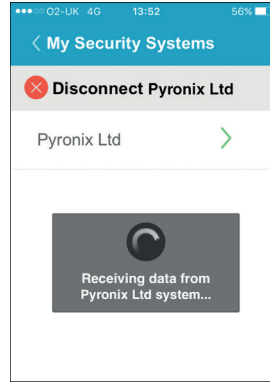 O2-UK 4G 13:52 56%
My Security Systems
Disconnect Pyronix Ltd
Pyronix Ltd
Receiving data from
Pyronix Ltd system...